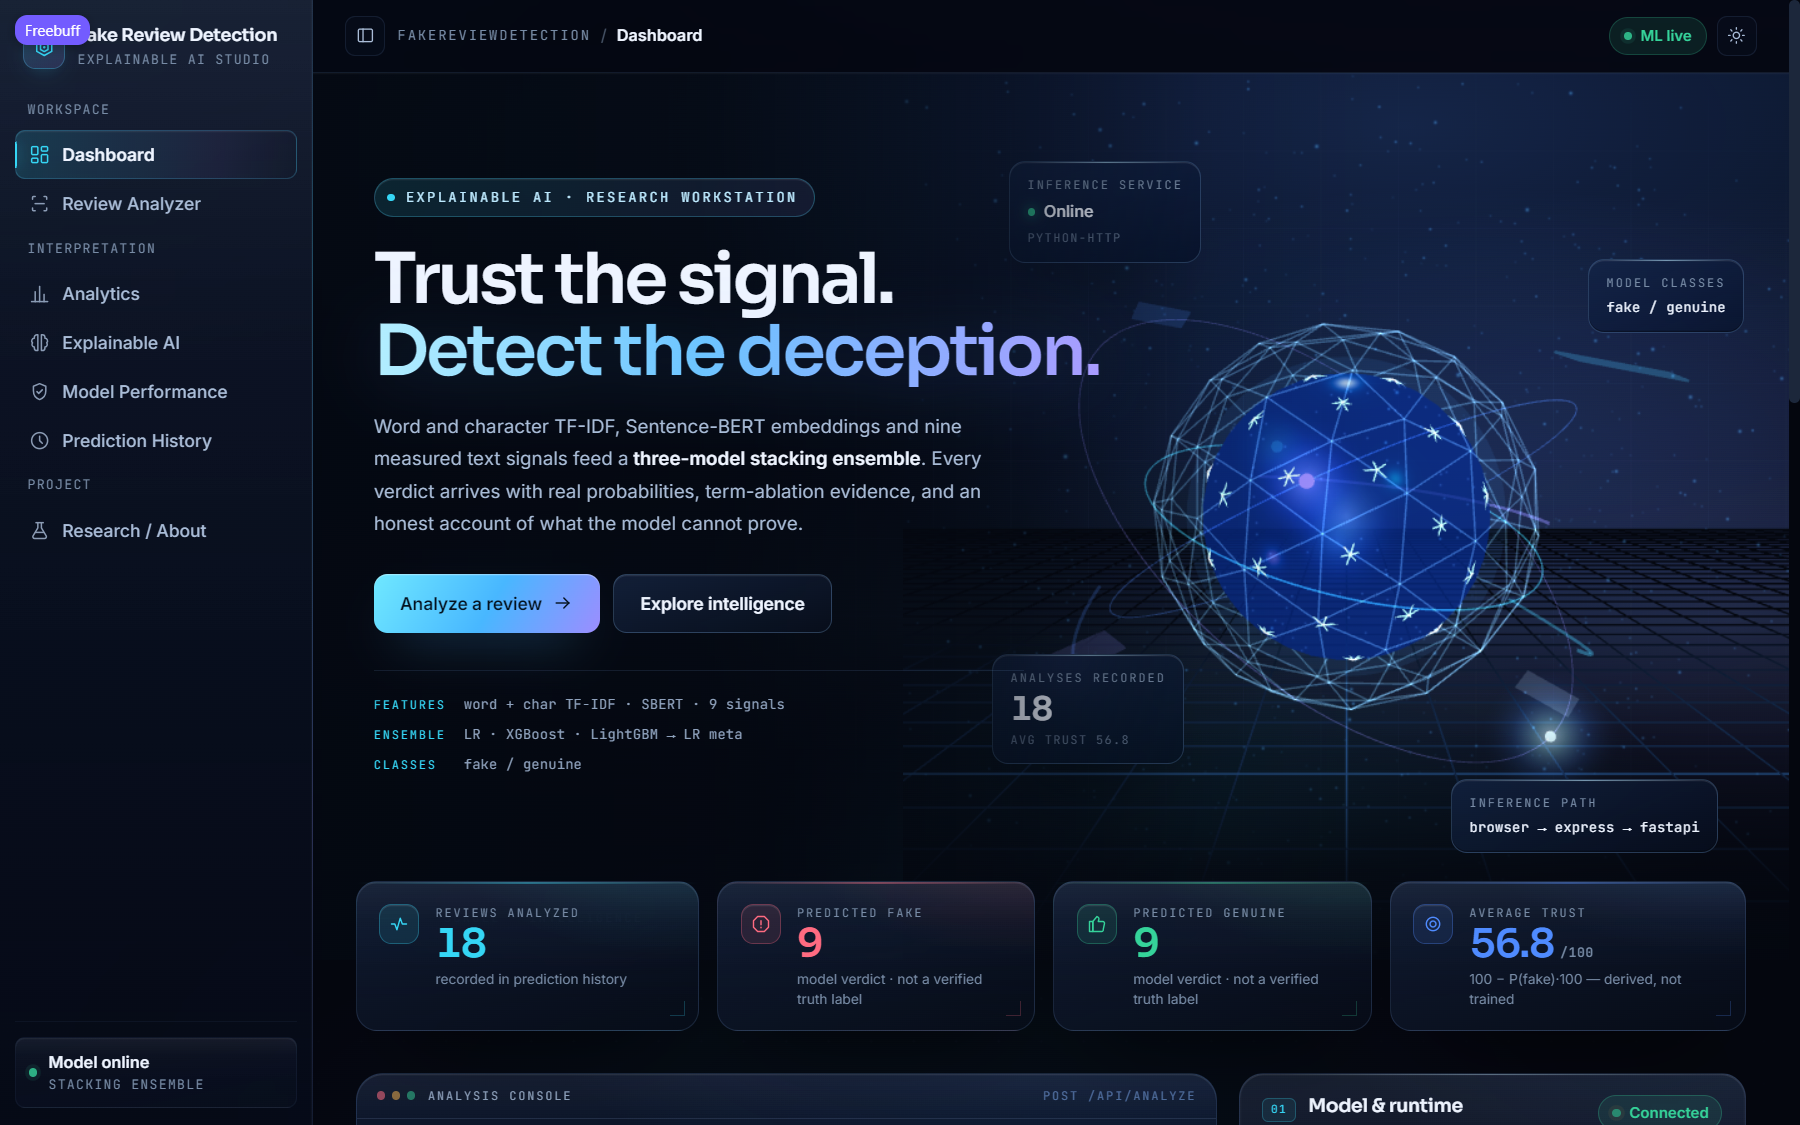 Freebuff
ake Review Detection
EXPLAINABLE AI STUDIO
WORKSPACE
Dashboard
Review Analyzer
INTERPRETATION
Analytics
Explainable AI
Model Performance
Prediction History
PROJECT
Research / About
Model online
STACKING ENSEMBLE
FAKEREVIEWDETECTION / Dashboard
ML live
EXPLAINABLE AI · RESEARCH WORKSTATION
Trust the signal.
Detect the deception.
Word and character TF-IDF, Sentence-BERT embeddings and nine
measured text signals feed a three-model stacking ensemble. Every
verdict arrives with real probabilities, term-ablation evidence, and an
honest account of what the model cannot prove.
Analyze a review →
Explore intelligence
FEATURES word + char TF-IDF · SBERT · 9 signals
ENSEMBLE LR · XGBoost · LightGBM → LR meta
CLASSES fake / genuine
INFERENCE SERVICE
Online
PYTHON-HTTP
MODEL CLASSES
fake / genuine
ANALYSES RECORDED
18
AVG TRUST 56.8
INFERENCE PATH
browser → express → fastapi
REVIEWS ANALYZED
18
recorded in prediction history
PREDICTED FAKE
9
model verdict · not a verified
truth label
PREDICTED GENUINE
9
model verdict · not a verified
truth label
AVERAGE TRUST
56.8 /100
100 − P(fake)·100 — derived, not
trained
ANALYSIS CONSOLE
POST /API/ANALYZE
01 Model & runtime
Connected